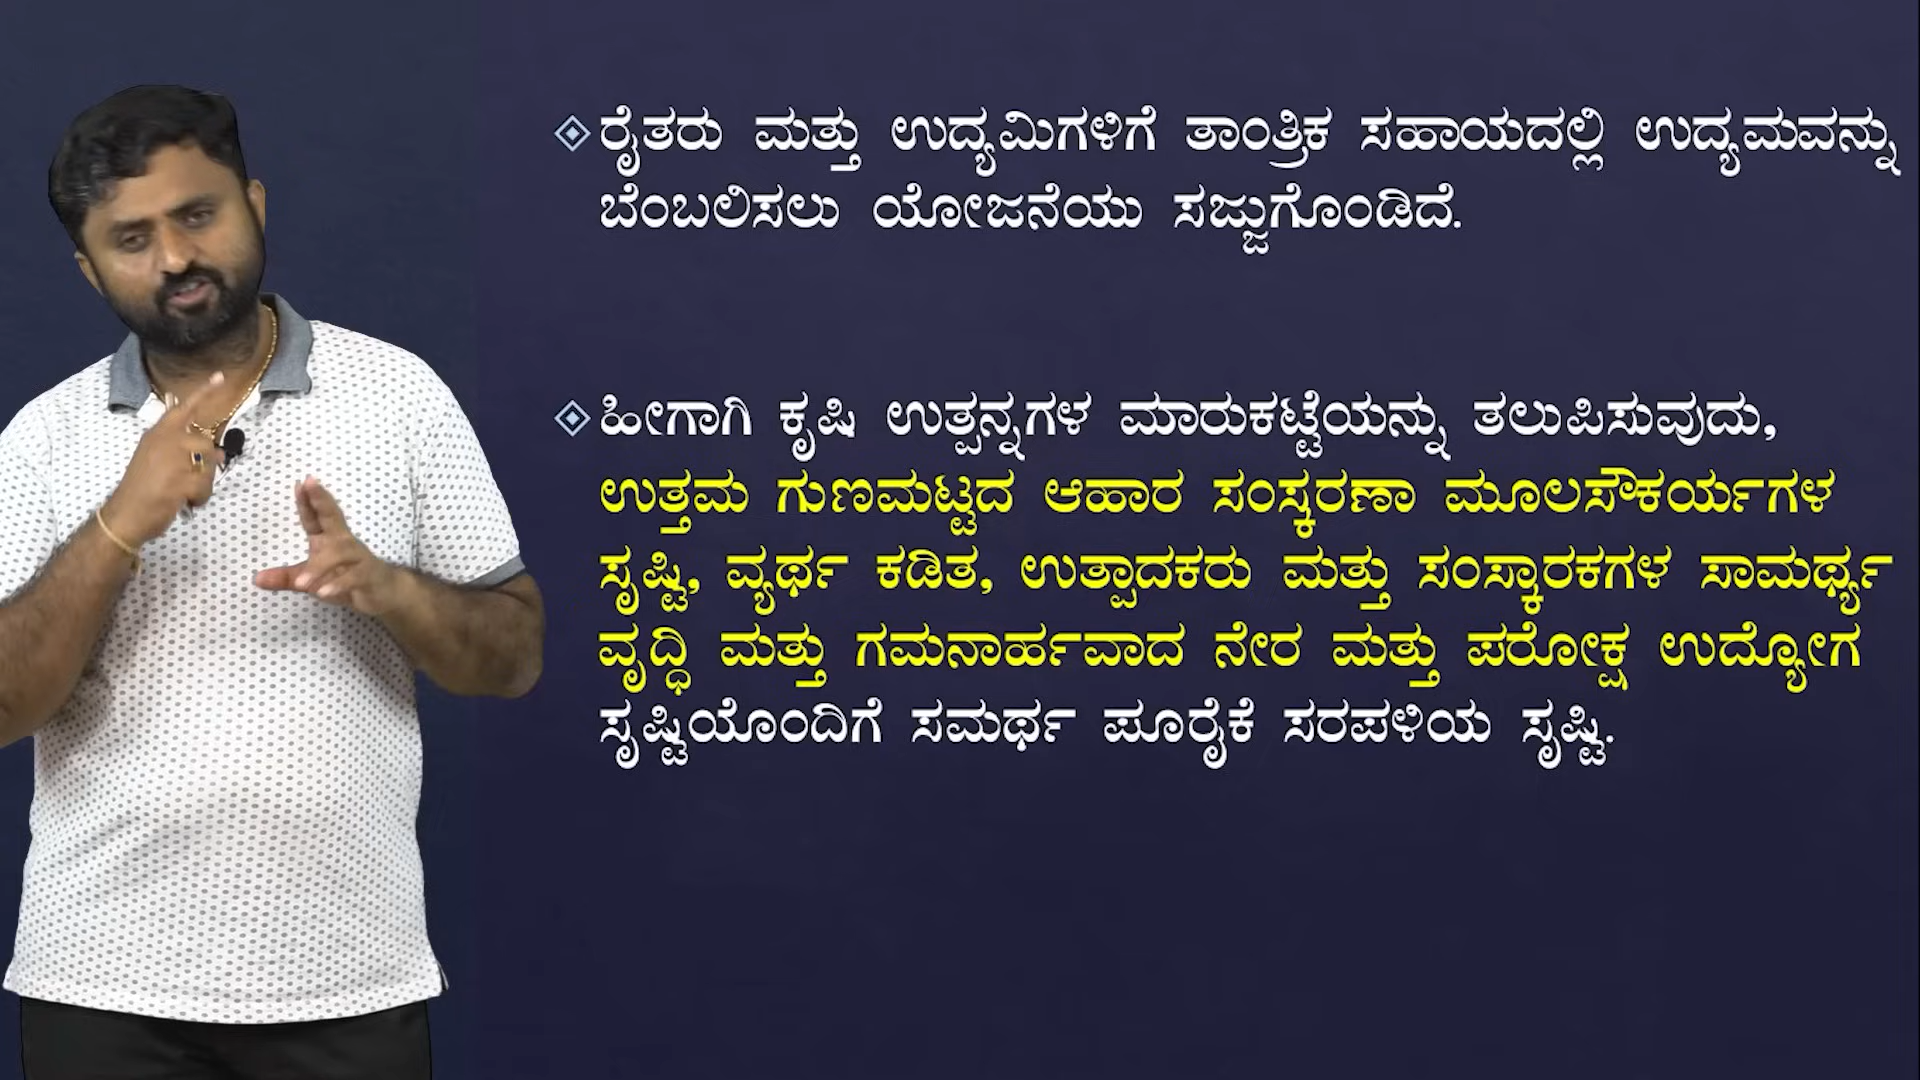 ರೈತರು ಮತ್ತು ಉದ್ಯಮಿಗಳಿಗೆ ತಾಂತ್ರಿಕ ಸಹಾಯದಲ್ಲಿ ಉದ್ಯಮವನ್ನು
ಬೆಂಬಲಿಸಲು ಯೋಜನೆಯು ಸಜ್ಜುಗೊಂಡಿದೆ.
ಹೀಗಾಗಿ ಕೃಷಿ ಉತ್ಪನ್ನಗಳ ಮಾರುಕಟ್ಟೆಯನ್ನು ತಲುಪಿಸುವುದು,
ಉತ್ತಮ ಗುಣಮಟ್ಟದ ಆಹಾರ ಸಂಸ್ಕರಣಾ ಮೂಲಸೌಕರ್ಯಗಳ
ಸೃಷ್ಟಿ, ವ್ಯರ್ಥ ಕಡಿತ, ಉತ್ಪಾದಕರು ಮತ್ತು ಸಂಸ್ಕಾರಕಗಳ ಸಾಮರ್ಥ್ಯ
ವೃದ್ಧಿ ಮತ್ತು ಗಮನಾರ್ಹವಾದ ನೇರ ಮತ್ತು ಪರೋಕ್ಷ ಉದ್ಯೋಗ
ಸೃಷ್ಟಿಯೊಂದಿಗೆ ಸಮರ್ಥ ಪೂರೈಕೆ ಸರಪಳಿಯ ಸೃಷ್ಟಿ.